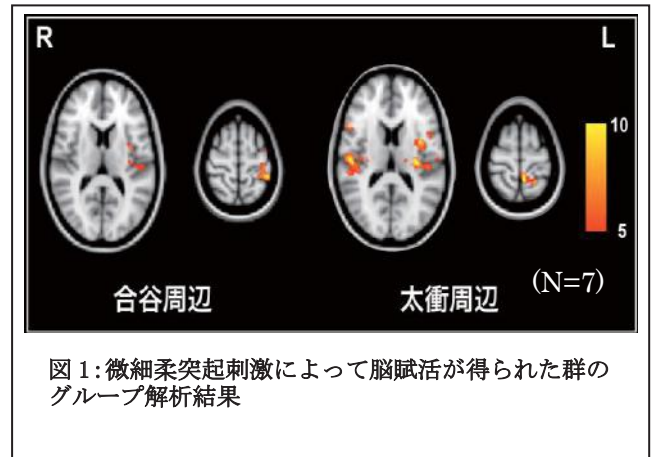 R
L
10
5
合谷周辺
太衝周辺
(N=7)
図 1：微細柔突起刺激によって脳賦活が得られた群の
グループ解析結果